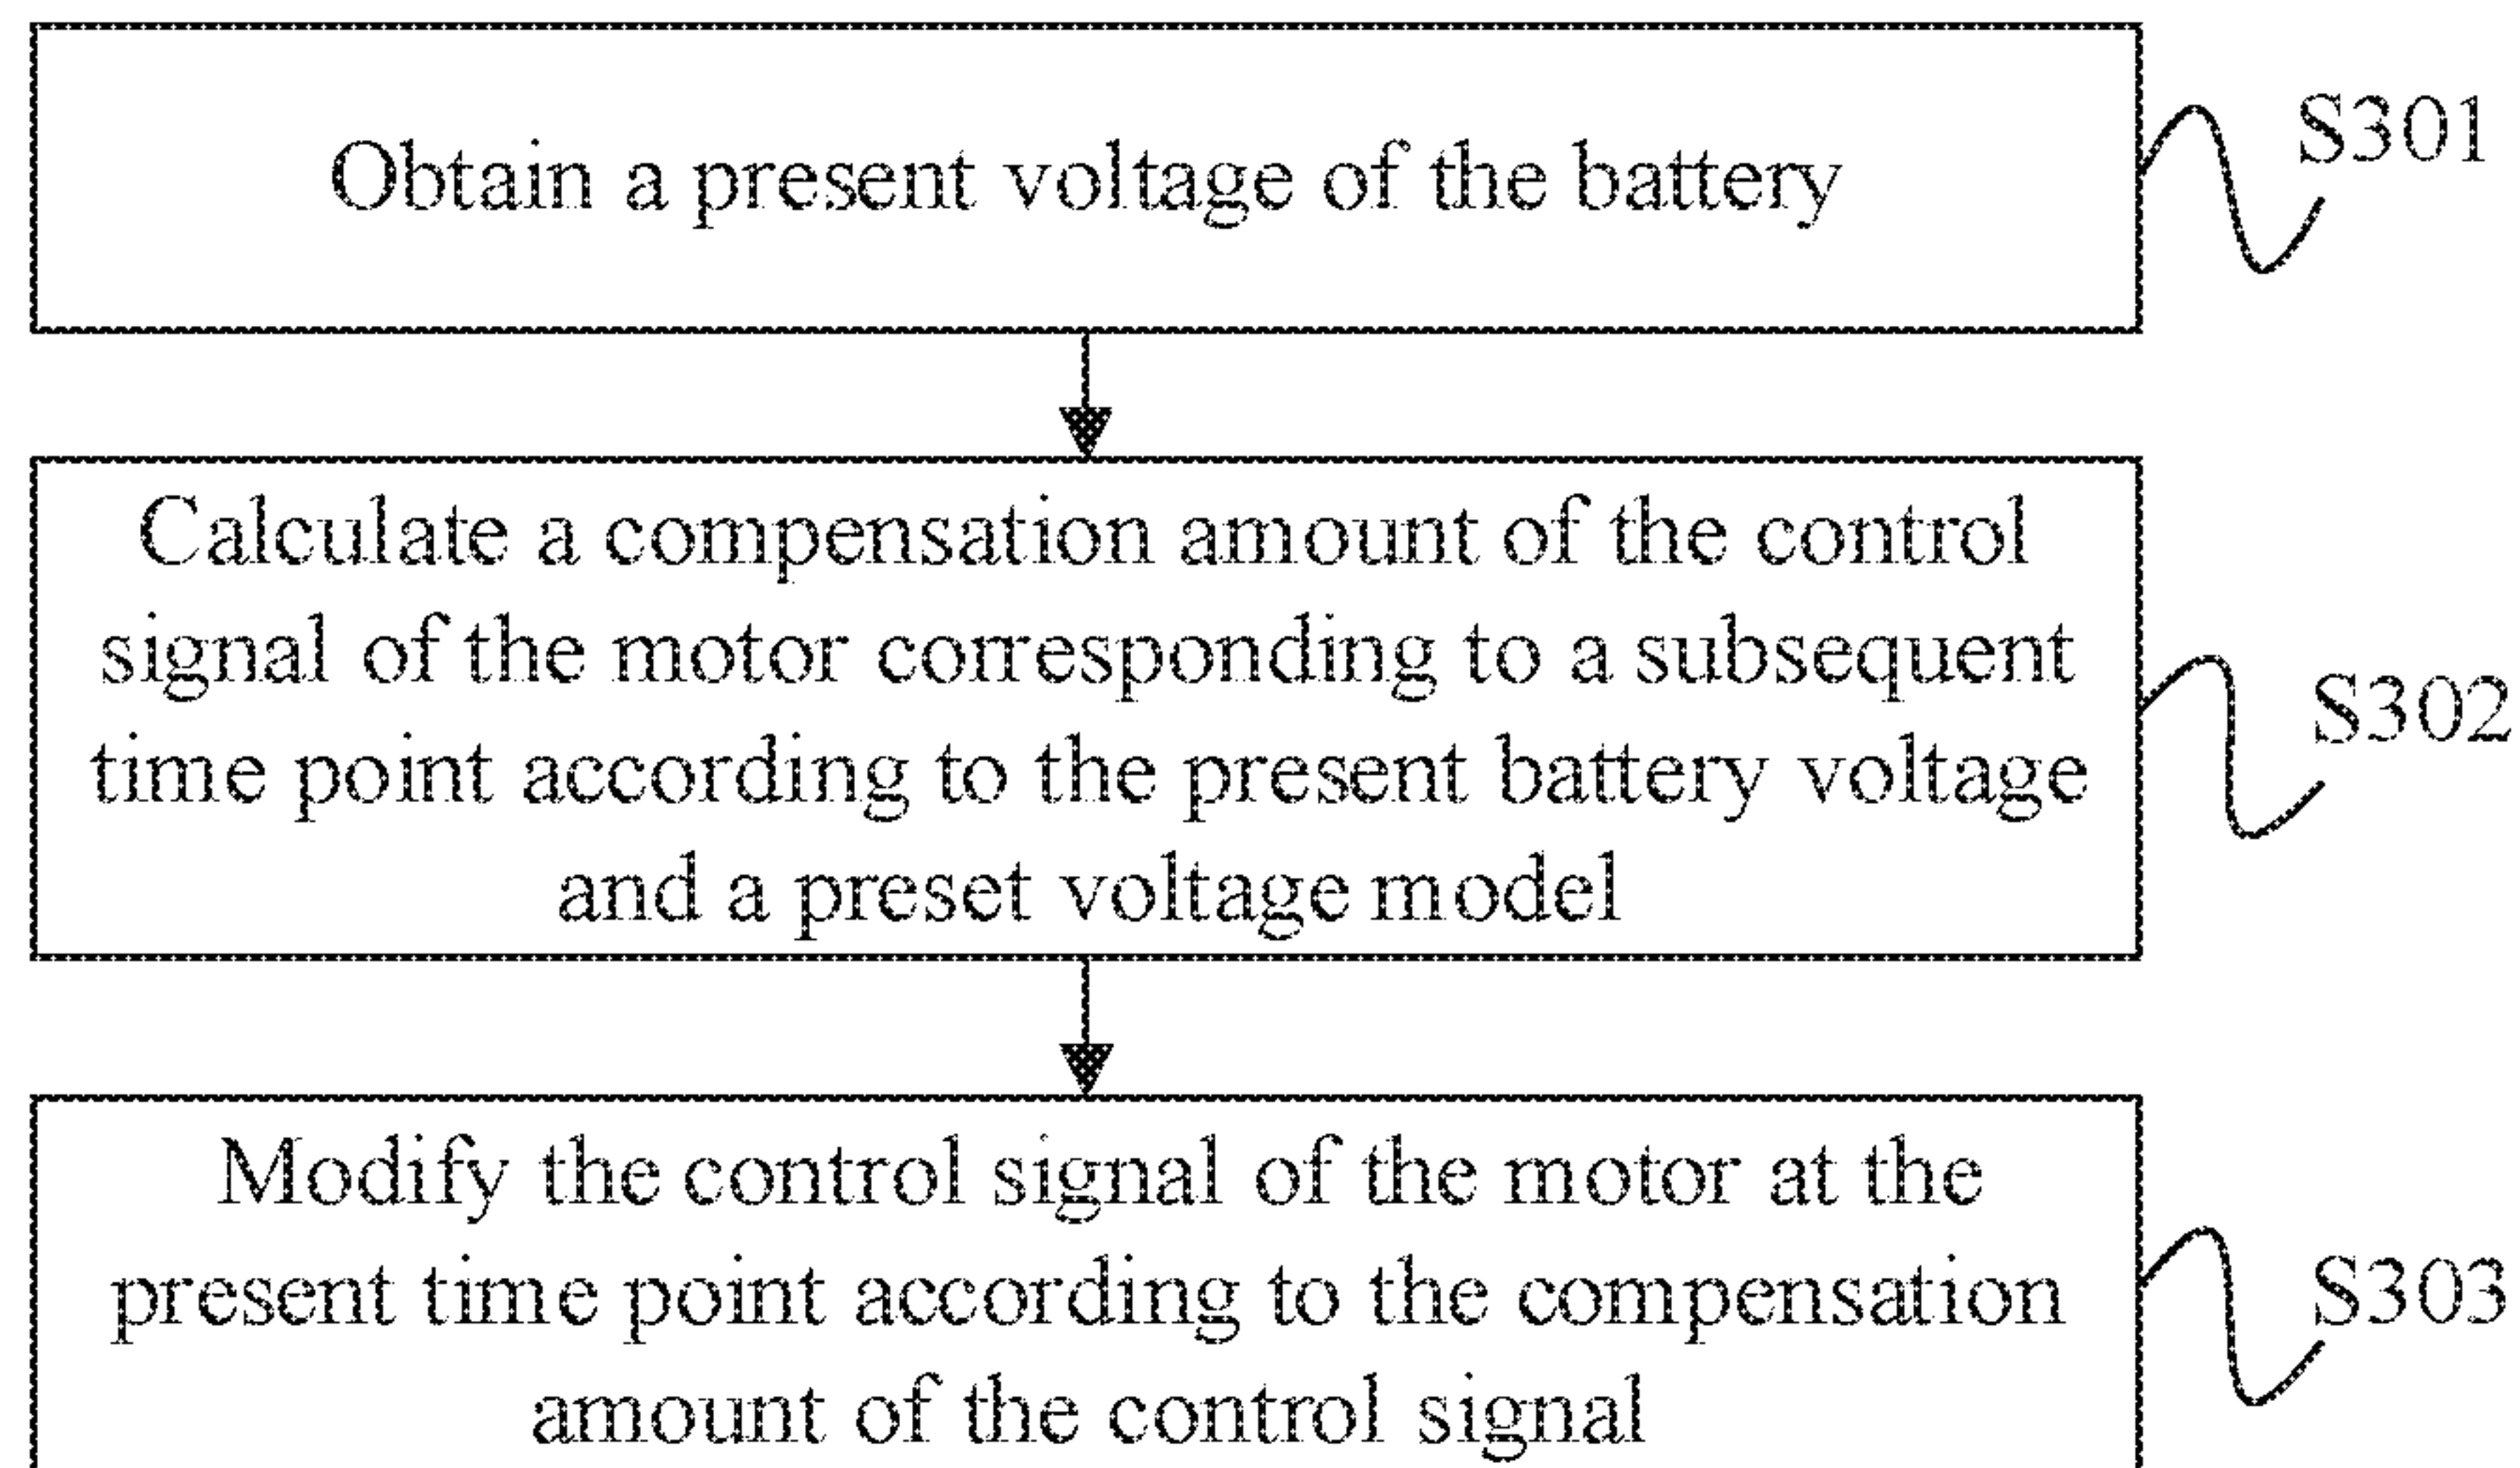 Obtain a present voltage of the battery
S301
Calculate a compensation amount of the control
signal of the motor corresponding to a subsequent
time point according to the present battery voltage
and a preset voltage model
S302
Modify the control signal of the motor at the
present time point according to the compensation
amount of the control signal
S303